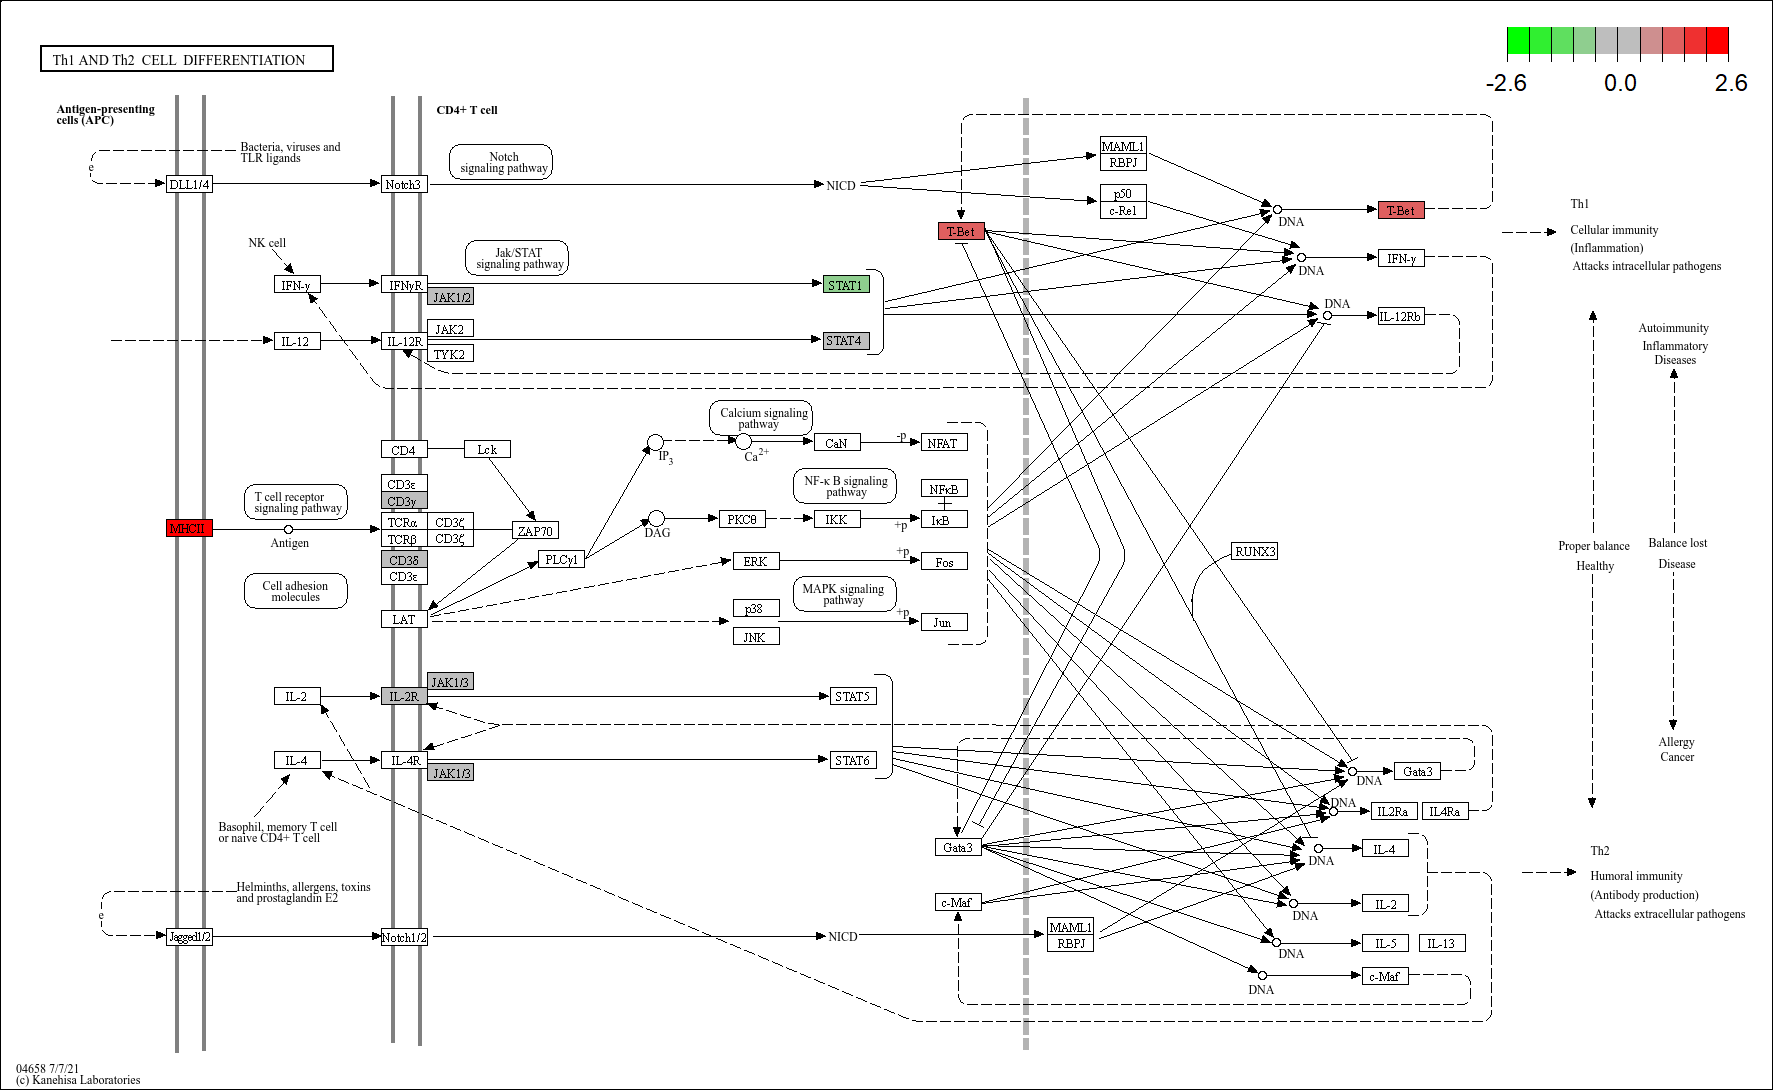 Th1 AND Th2 CELL DIFFERENTIATION
-2.6
0.0
2.6
Antigen-presenting
cells (APC)
CD4+ T cell
Bacteria, viruses and
TLR ligands
e
DLL1/4
Notch3
Notch
signaling pathway
NICD
MAML1
RBPJ
p50
c-Rel
T-Bet
DNA
T-Bet
Th1
Cellular immunity
(Inflammation)
Attacks intracellular pathogens
NK cell
IFN-γ
IFNγR
JAK1/2
Jak/STAT
signaling pathway
STAT1
DNA
IFN-γ
IL-12
IL-12R
JAK2
TYK2
STAT4
DNA
IL-12Rb
Autoimmunity
Inflammatory
Diseases
CD4
Lck
IP3
Calcium signaling
pathway
Ca2+
CaN
-p
NFAT
CD3ε
CD3γ
T cell receptor
signaling pathway
NF-κ B signaling
pathway
NFκB
MHCII
Antigen
TCRα
CD3ζ
TCRβ
CD3ζ
ZAP70
DAG
PKCθ
IKK
+p
IκB
CD3δ
CD3ε
PLCγ1
ERK
+p
Fos
RUNX3
Proper balance
Healthy
Balance lost
Disease
Cell adhesion
molecules
LAT
p38
JNK
MAPK signaling
pathway
+p
Jun
IL-2
IL-2R
JAK1/3
STAT5
IL-4
IL-4R
JAK1/3
STAT6
DNA
Gata3
Allergy
Cancer
DNA
IL2Ra
IL4Ra
Basophil, memory T cell
or naive CD4+ T cell
Gata3
DNA
IL-4
Th2
Humoral immunity
(Antibody production)
Attacks extracellular pathogens
Helminths, allergens, toxins
and prostaglandin E2
e
c-Maf
DNA
IL-2
Jagged1/2
Notch1/2
NICD
MAML1
RBPJ
DNA
IL-5
IL-13
DNA
c-Maf
04658 7/7/21
(c) Kanehisa Laboratories